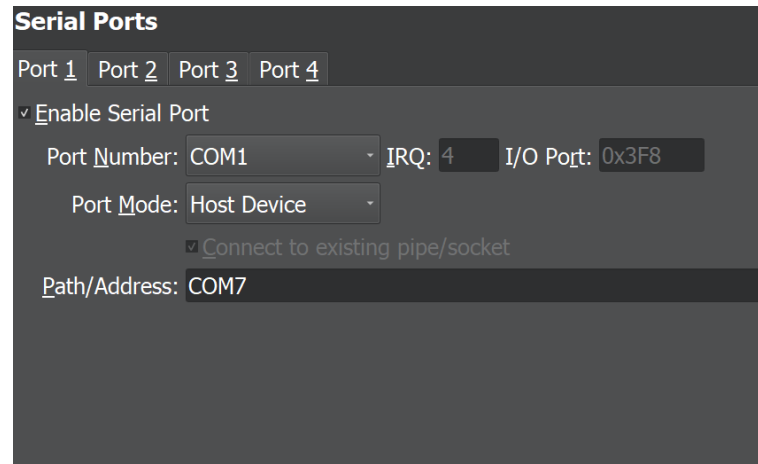 Serial Ports
Port 1 Port 2 Port 3 Port 4
Enable Serial Port
Port Number: COM1 IRQ: 4 I/O Port: 0x3F8
Port Mode: Host Device
Connect to existing pipe/socket
Path/Address: COM7